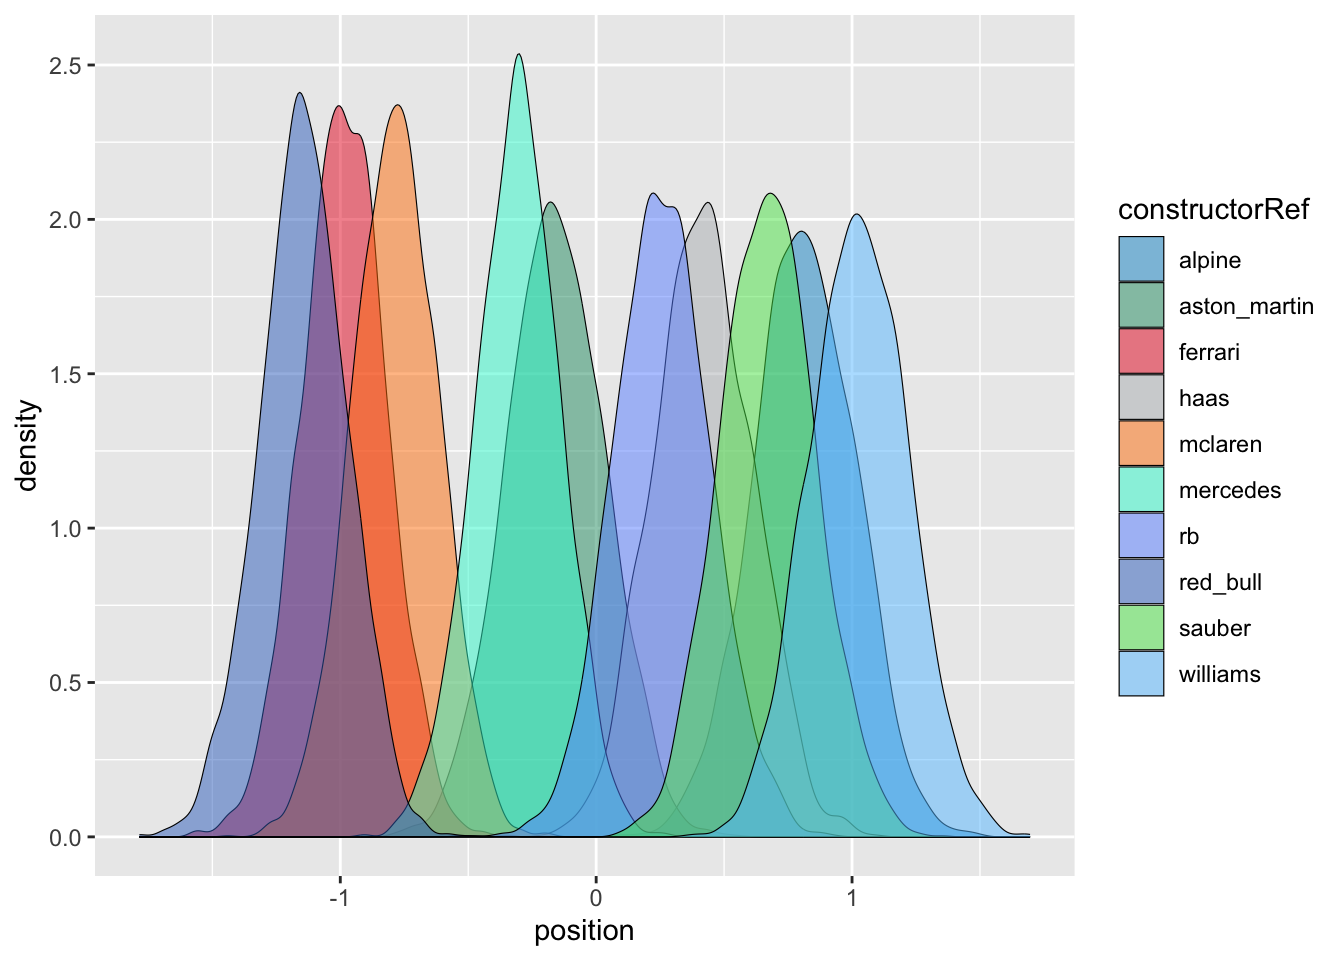 2.5
2.0
1.5
1.0
0.5
0.0
density
-1
0
1
position
constructorRef
alpine
aston_martin
ferrari
haas
mclaren
mercedes
rb
red_bull
sauber
williams